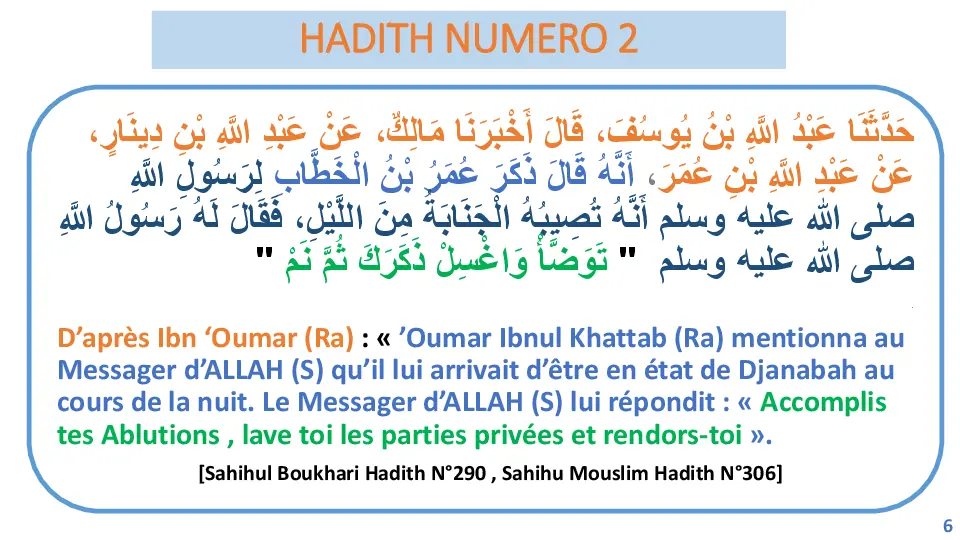 HADITH NUMERO 2
حَدَّثَنَا عَبْدُ اللَّهِ بْنُ يُوسُفَ، قَالَ أَخْبَرَنَا مَالِكٌ، عَنْ عَبْدِ اللَّهِ بْنِ دِينَارٍ،
عَنْ عَبْدِ اللَّهِ بْنِ عُمَرَ، أَنَّهُ قَالَ ذَكَرَ عُمَرُ بْنُ الْخَطَّابِ لِرَسُولِ اللَّهِ
صلى الله عليه وسلم أَنَّهُ تُصِيبُهُ الْجَنَابَةُ مِنَ اللَّيْلِ، فَقَالَ لَهُ رَسُولُ اللَّهِ
صلى الله عليه وسلم " تَوَضَّأْ وَاغْسِلْ ذَكَرَكَ ثُمَّ نَمْ "
D’après Ibn ‘Oumar (Ra) : « ’Oumar Ibnul Khattab (Ra) mentionna au
Messager d’ALLAH (S) qu’il lui arrivait d’être en état de Djanabah au
cours de la nuit. Le Messager d’ALLAH (S) lui répondit : « Accomplis
tes Ablutions , lave toi les parties privées et rendors-toi ».
[Sahihul Boukhari Hadith N°290 , Sahihu Mouslim Hadith N°306]
6